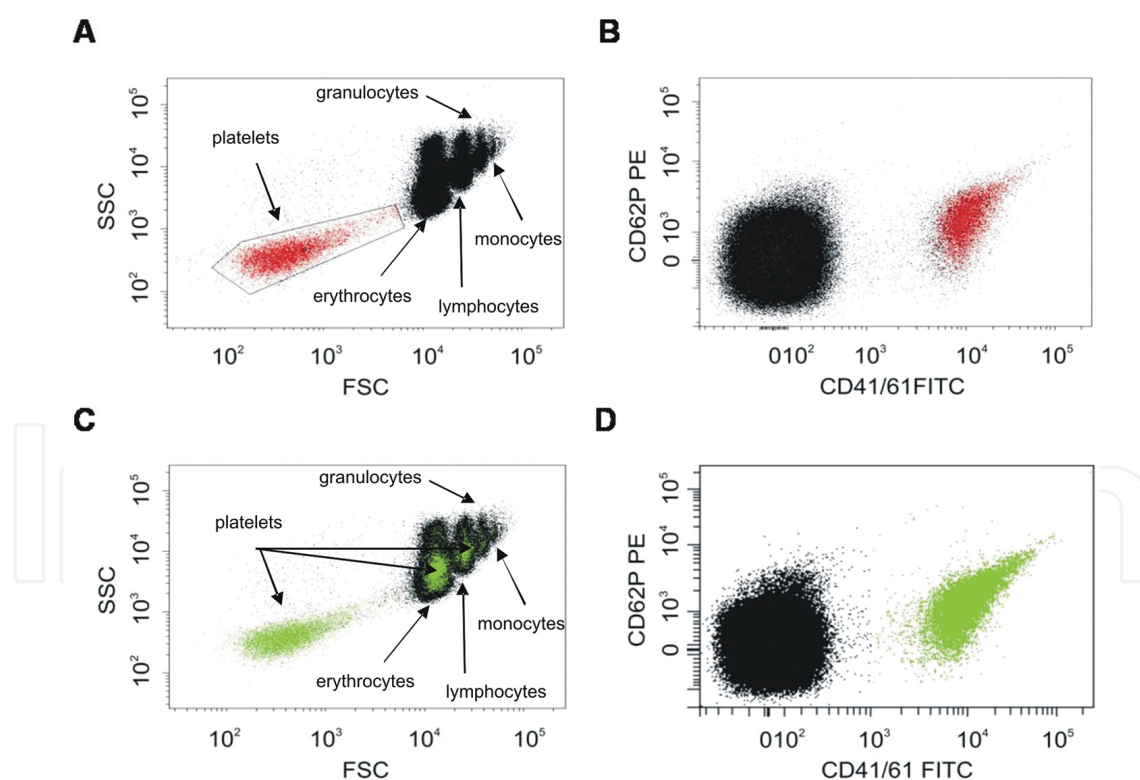 A
granulocytes
platelets
monocytes
erythrocytes
lymphocytes
SSC
10^5
10^4
10^3
10^2
10^2 10^3 10^4 10^5
FSC
B
CD62P PE
10^5
10^4
10^3
0
010^2 10^3 10^4 10^5
CD41/61FITC
C
granulocytes
platelets
monocytes
erythrocytes
lymphocytes
SSC
10^5
10^4
10^3
10^2
10^2 10^3 10^4 10^5
FSC
D
CD62P PE
10^5
10^4
10^3
0
010^2 10^3 10^4 10^5
CD41/61 FITC